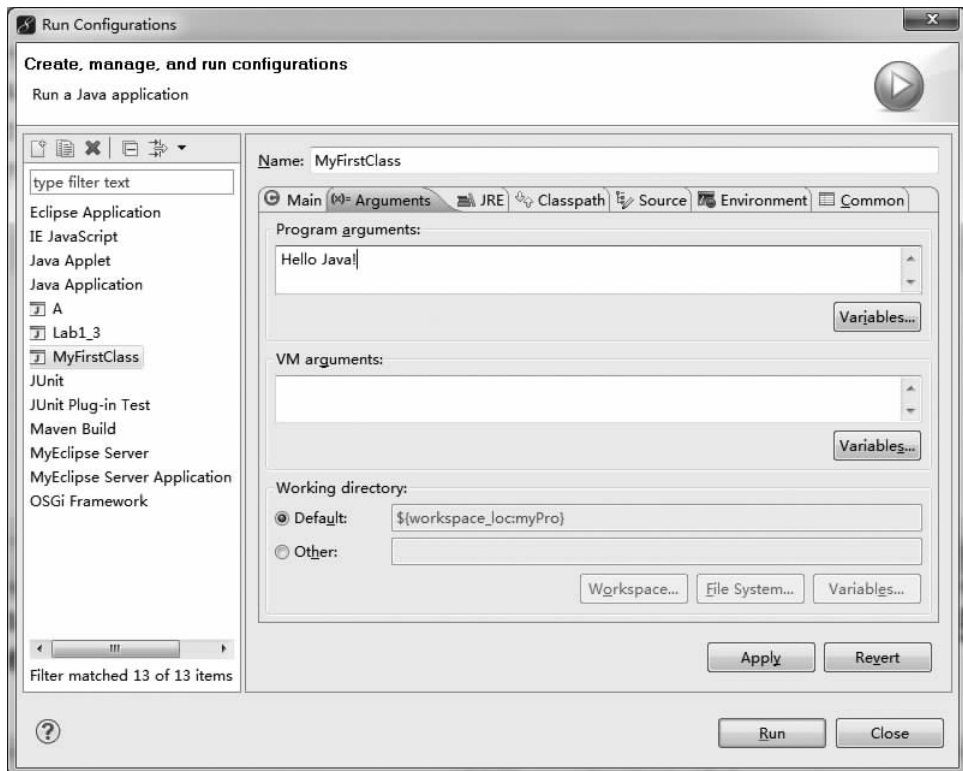 Run Configurations
Create, manage, and run configurations
Run a Java application
type filter text
Eclipse Application
IE JavaScript
Java Applet
Java Application
A
Lab1_3
MyFirstClass
JUnit
JUnit Plug-in Test
Maven Build
MyEclipse Server
MyEclipse Server Application
OSGi Framework
Filter matched 13 of 13 items
Name: MyFirstClass
Main (x)= Arguments JRE Classpath Source Environment Common
Program arguments:
Hello Java!
Variables...
VM arguments:
Variables...
Working directory:
Default: ${workspace_loc:myPro}
Other:
Workspace... File System... Variables...
Apply Revert
Run Close